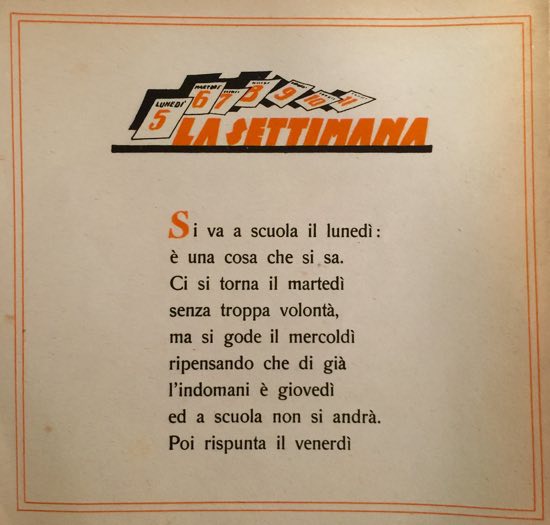 LUNEDÌ
5
MARTEDÌ
6
7
8
9
10
11
LA SETTIMANA
Si va a scuola il lunedì:
è una cosa che si sa.
Ci si torna il martedì
senza troppa volontà,
ma si gode il mercoldì
ripensando che di già
l'indomani è giovedì
ed a scuola non si andrà.
Poi rispunta il venerdì